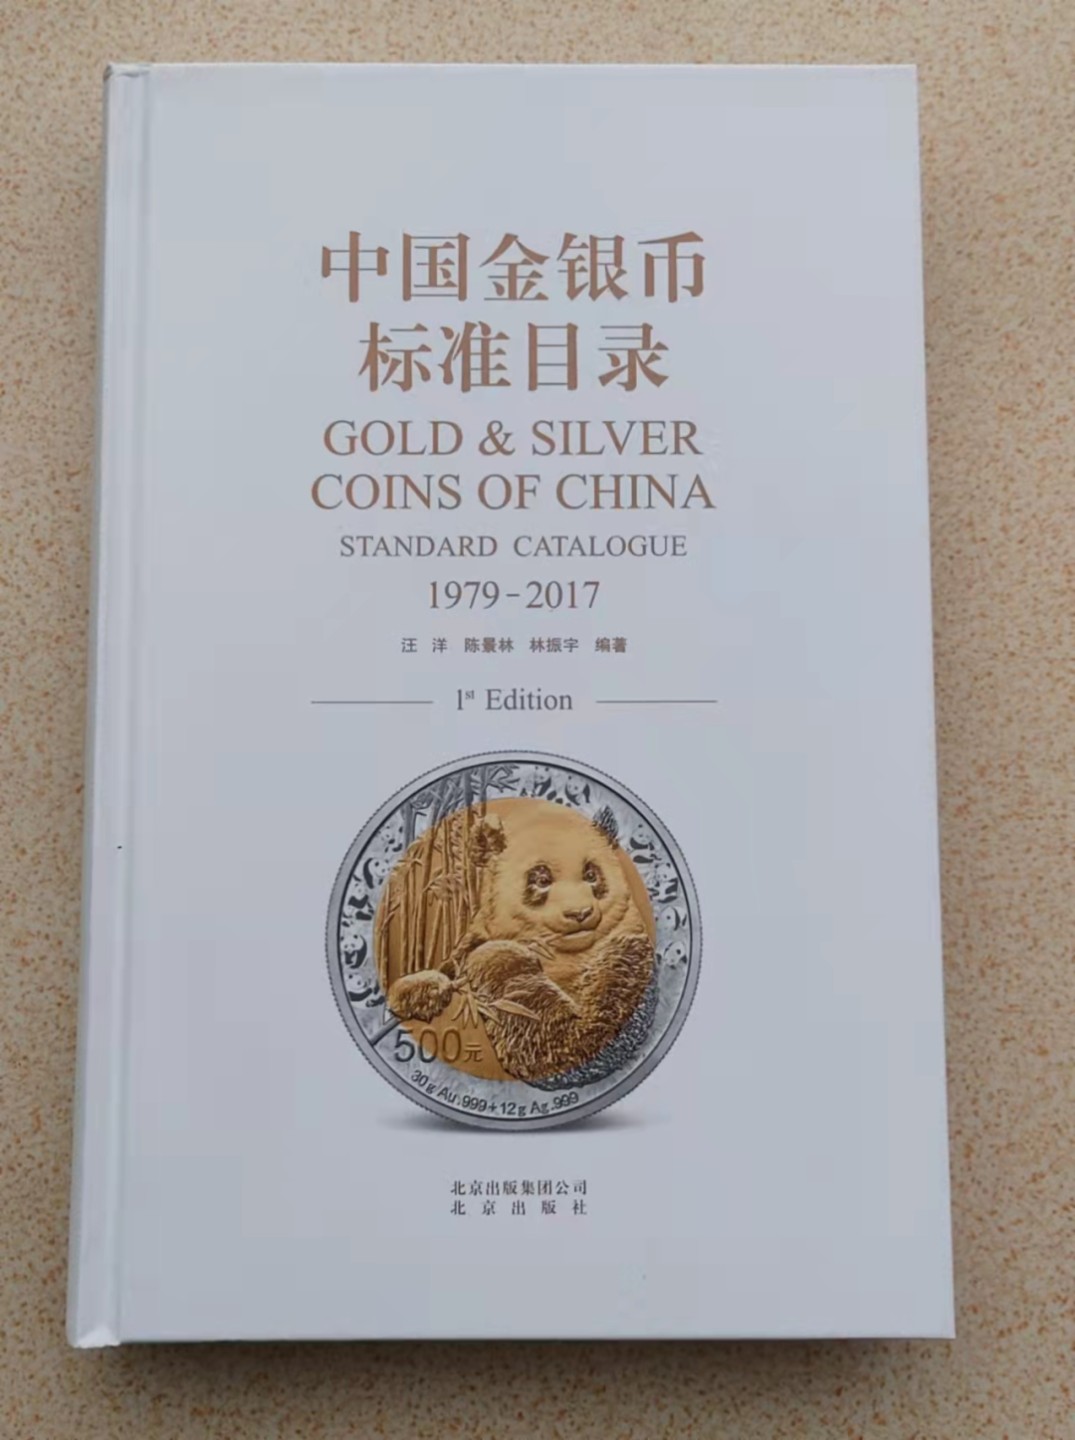 中国金银币
标准目录
GOLD & SILVER
COINS OF CHINA
STANDARD CATALOGUE
1979-2017
汪 洋 陈景林 林振宇 编著
1st Edition
500元
30g Au.999+12g Ag.999
北京出版集团公司
北京出版社